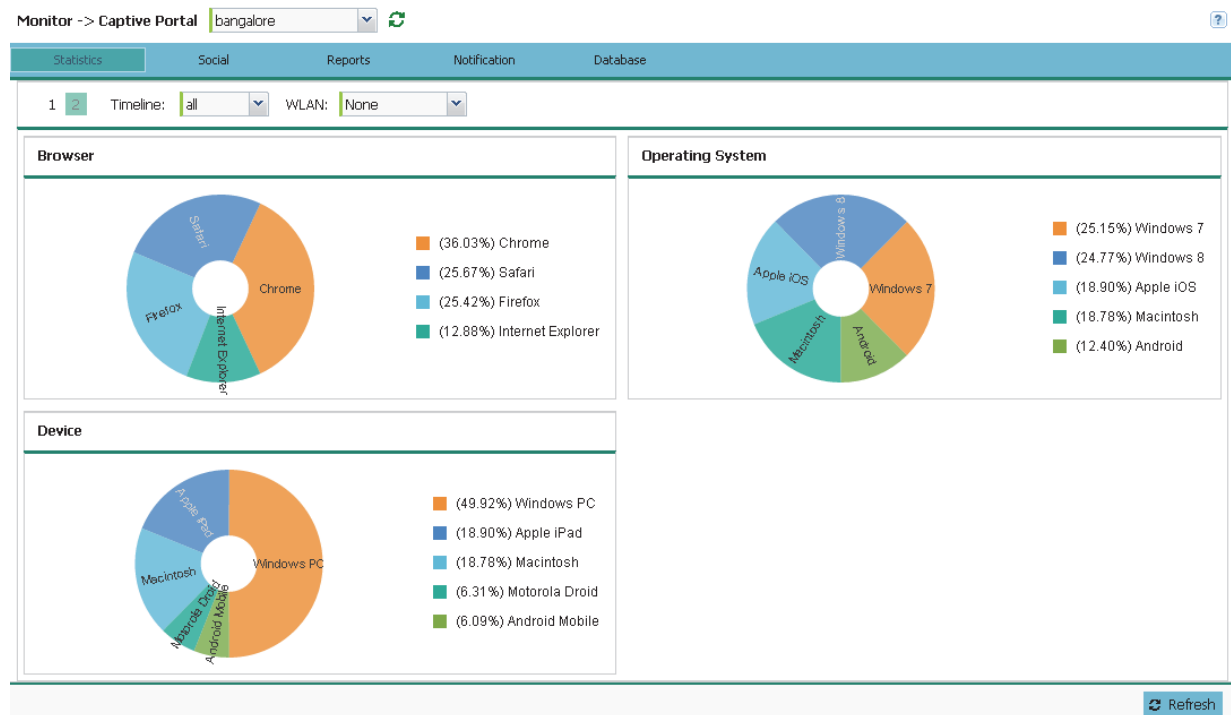 Monitor -> Captive Portal bangalore ?
Statistics Social Reports Notification Database
1 2 Timeline: all WLAN: None
Browser
Safari
Chrome
Firefox
Internet Explorer
(36.03%) Chrome
(25.67%) Safari
(25.42%) Firefox
(12.88%) Internet Explorer
Operating System
Windows 8
Apple iOS
Windows 7
Macintosh
Android
(25.15%) Windows 7
(24.77%) Windows 8
(18.90%) Apple iOS
(18.78%) Macintosh
(12.40%) Android
Device
Apple iPad
Windows PC
Macintosh
Motorola Droid
Android Mobile
(49.92%) Windows PC
(18.90%) Apple iPad
(18.78%) Macintosh
(6.31%) Motorola Droid
(6.09%) Android Mobile
Refresh